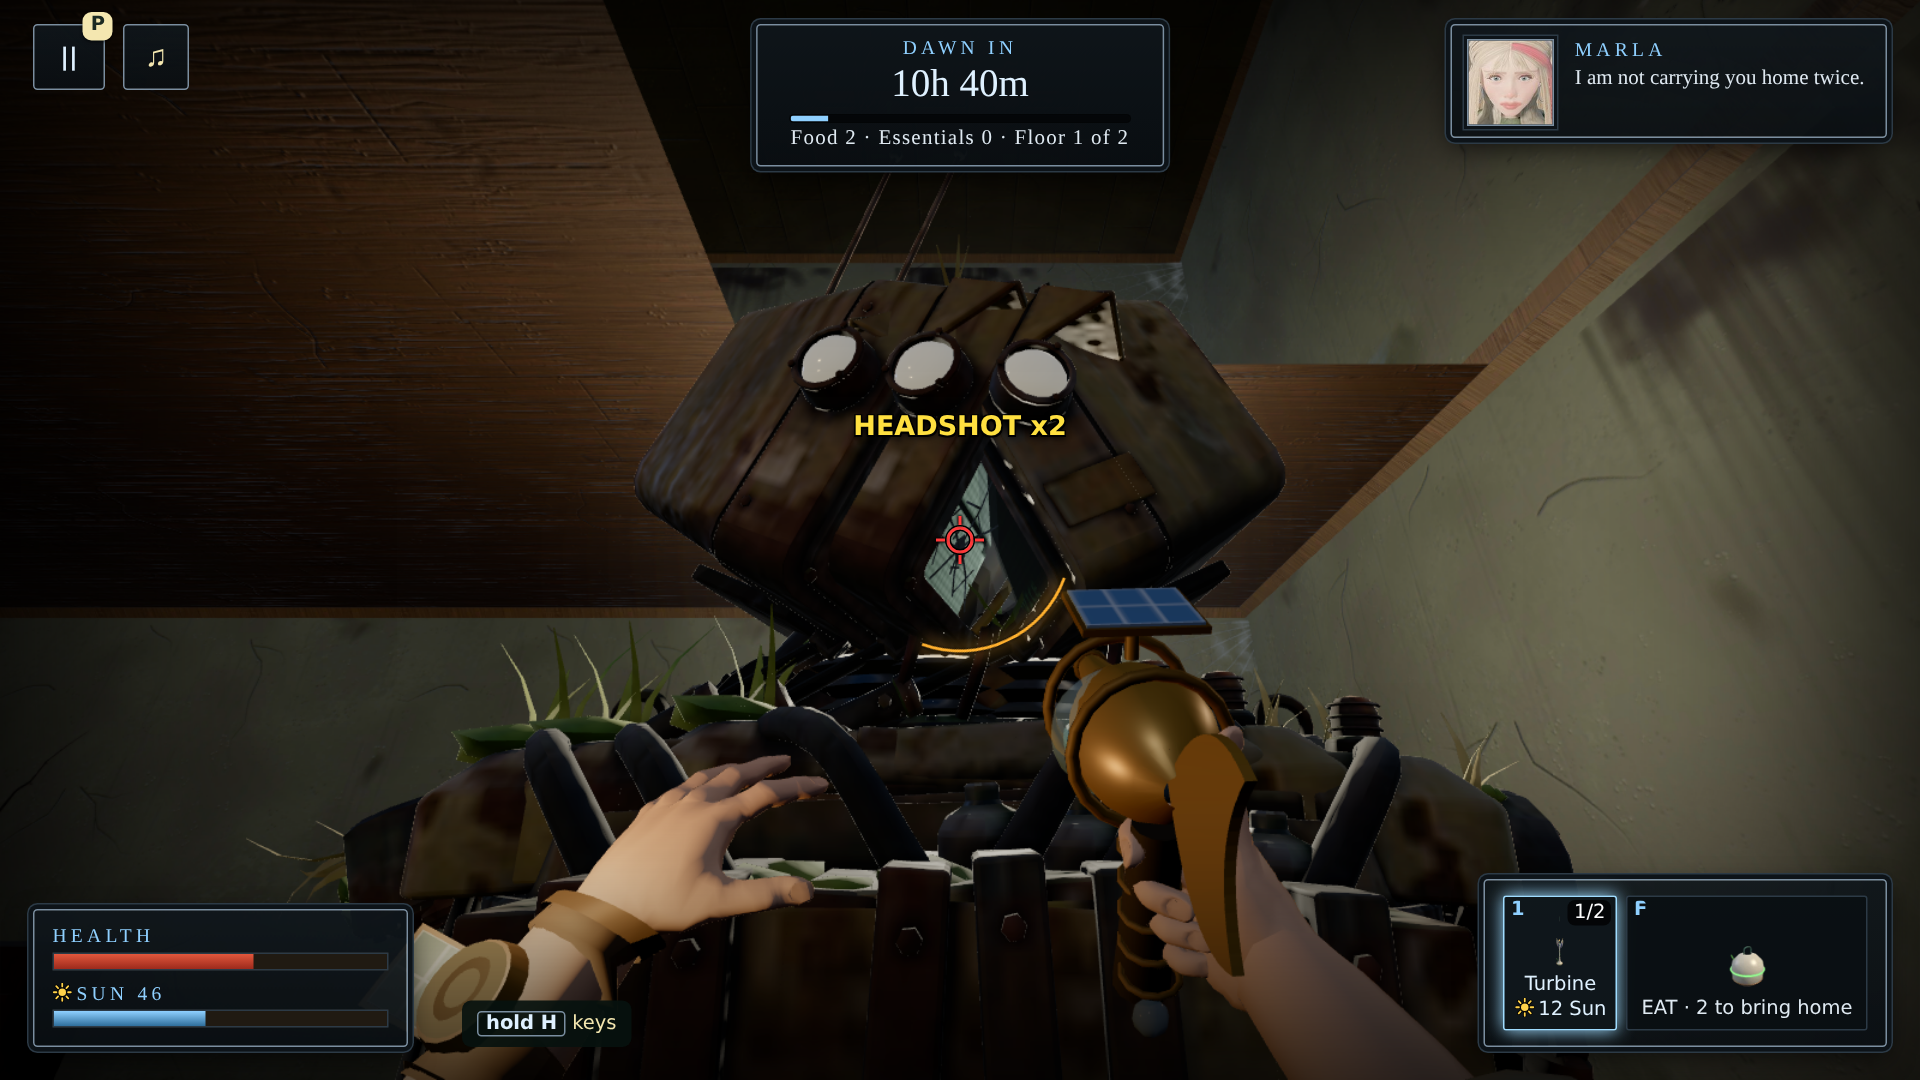 P
DAWN IN
10h 40m
Food 2 · Essentials 0 · Floor 1 of 2
MARLA
I am not carrying you home twice.
HEADSHOT x2
HEALTH
SUN 46
hold H keys
1
1/2
Turbine
12 Sun
F
EAT · 2 to bring home